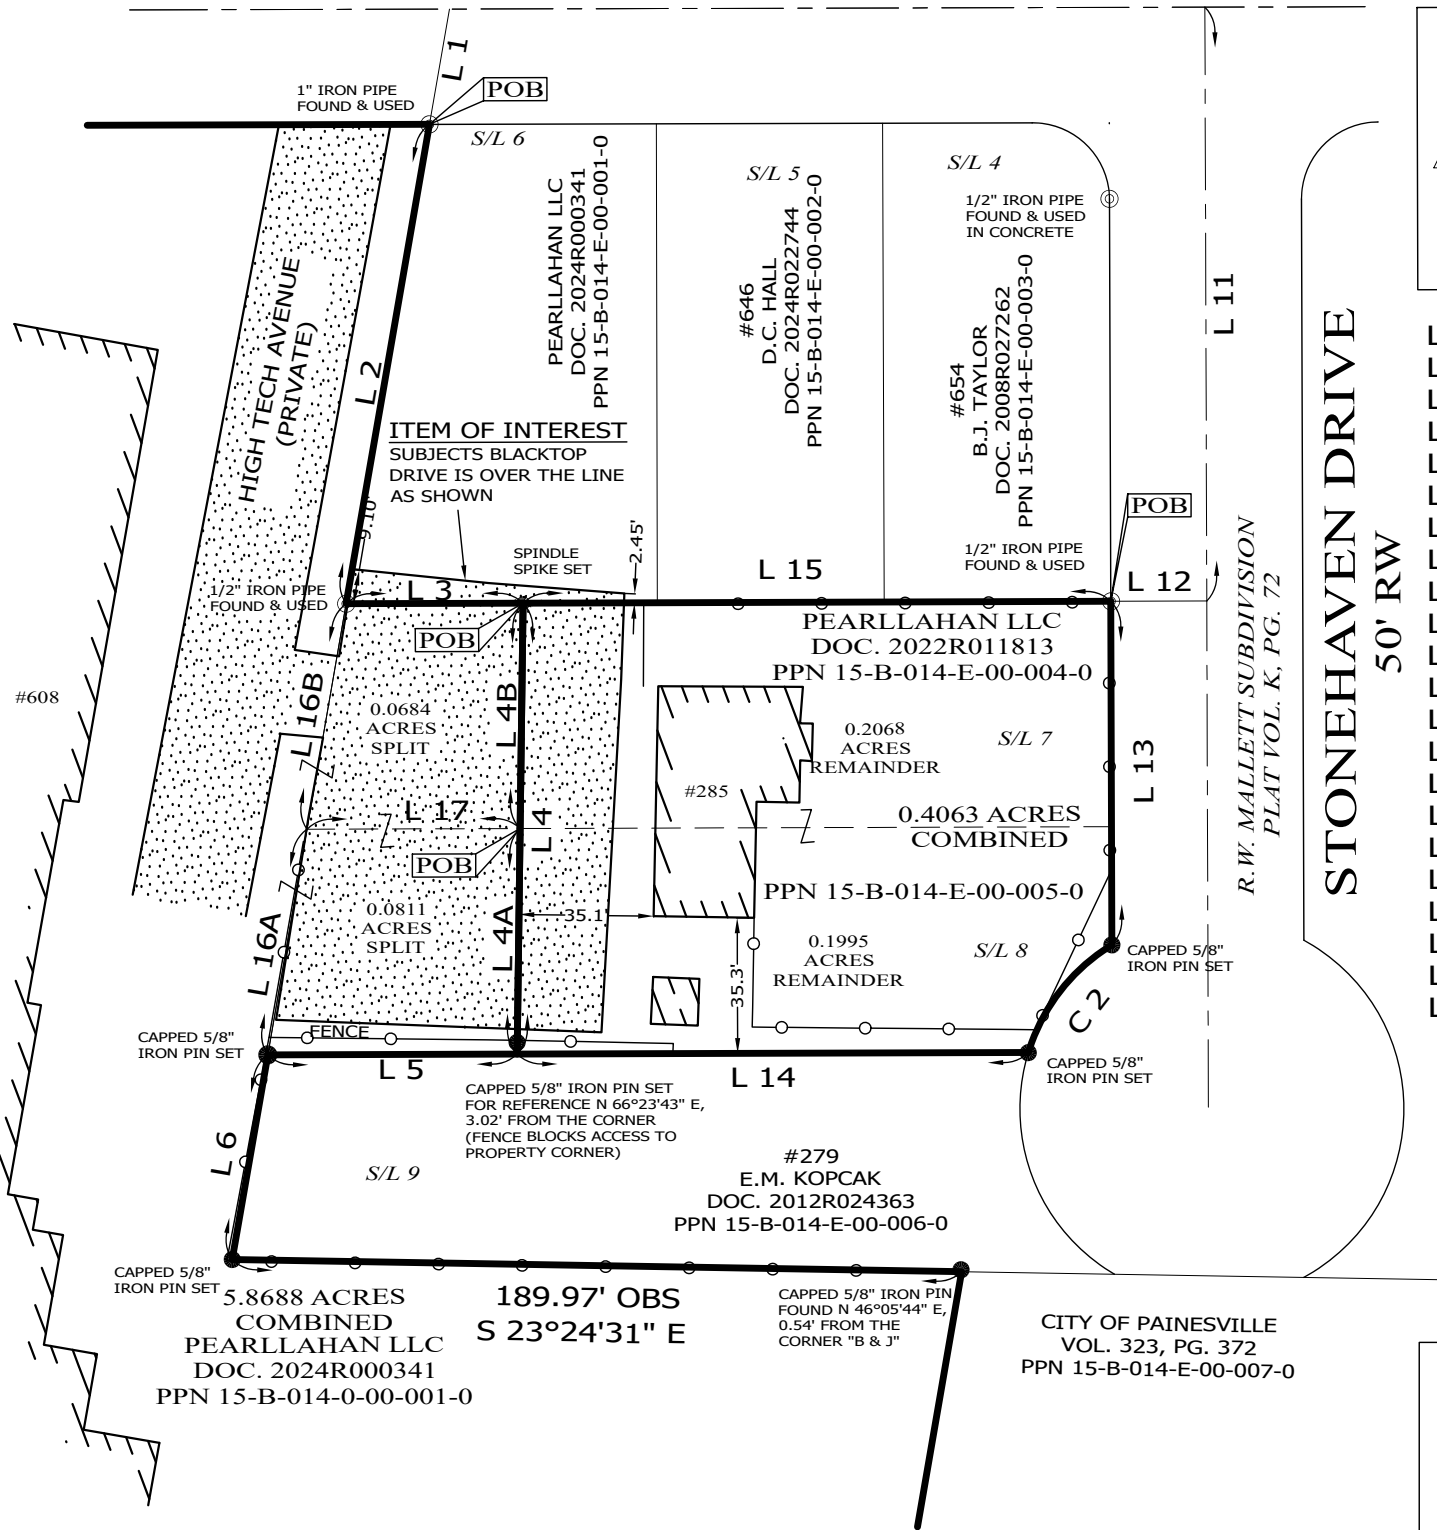 L 1
1" IRON PIPE
FOUND & USED
POB
S/L 6
S/L 5
S/L 4
PEARLLAHAN LLC
DOC. 2024R000341
PPN 15-B-014-E-00-001-0
#646
D.C. HALL
DOC. 2024R022744
PPN 15-B-014-E-00-002-0
1/2" IRON PIPE
FOUND & USED
IN CONCRETE
#654
B.J. TAYLOR
DOC. 2008R027262
PPN 15-B-014-E-00-003-0
L 11
HIGH TECH AVENUE
(PRIVATE)
L 2
STONEHAVEN DRIVE
50' RW
ITEM OF INTEREST
SUBJECTS BLACKTOP
DRIVE IS OVER THE LINE
AS SHOWN
9.10'
2.45'
SPINDLE
SPIKE SET
POB
1/2" IRON PIPE
FOUND & USED
L 15
L 12
L 3
1/2" IRON PIPE
FOUND & USED
POB
PEARLLAHAN LLC
DOC. 2022R011813
PPN 15-B-014-E-00-004-0
R.W. MALLETT SUBDIVISION
PLAT VOL. K, PG. 72
#608
L 16B
0.0684
ACRES
SPLIT
L 4B
0.2068
ACRES
REMAINDER
S/L 7
L 13
#285
L 17
L 4
0.4063 ACRES
COMBINED
POB
PPN 15-B-014-E-00-005-0
L 16A
0.0811
ACRES
SPLIT
L 4A
35.1'
35.3'
0.1995
ACRES
REMAINDER
S/L 8
CAPPED 5/8"
IRON PIN SET
C 2
CAPPED 5/8"
IRON PIN SET
FENCE
L 5
L 14
CAPPED 5/8"
IRON PIN SET
CAPPED 5/8" IRON PIN SET
FOR REFERENCE N 66°23'43" E,
3.02' FROM THE CORNER
(FENCE BLOCKS ACCESS TO
PROPERTY CORNER)
L 6
S/L 9
#279
E.M. KOPCAK
DOC. 2012R024363
PPN 15-B-014-E-00-006-0
CAPPED 5/8"
IRON PIN SET
5.8688 ACRES
COMBINED
PEARLLAHAN LLC
DOC. 2024R000341
PPN 15-B-014-0-00-001-0
189.97' OBS
S 23°24'31" E
CAPPED 5/8" IRON PIN
FOUND N 46°05'44" E,
0.54' FROM THE
CORNER "B & J"
CITY OF PAINESVILLE
VOL. 323, PG. 372
PPN 15-B-014-E-00-007-0